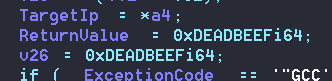 TargetIp = *a4;
ReturnValue = 0xDEADBEEFi64;
v26 = 0xDEADBEEFi64;
if ( ExceptionCode == '"GCC